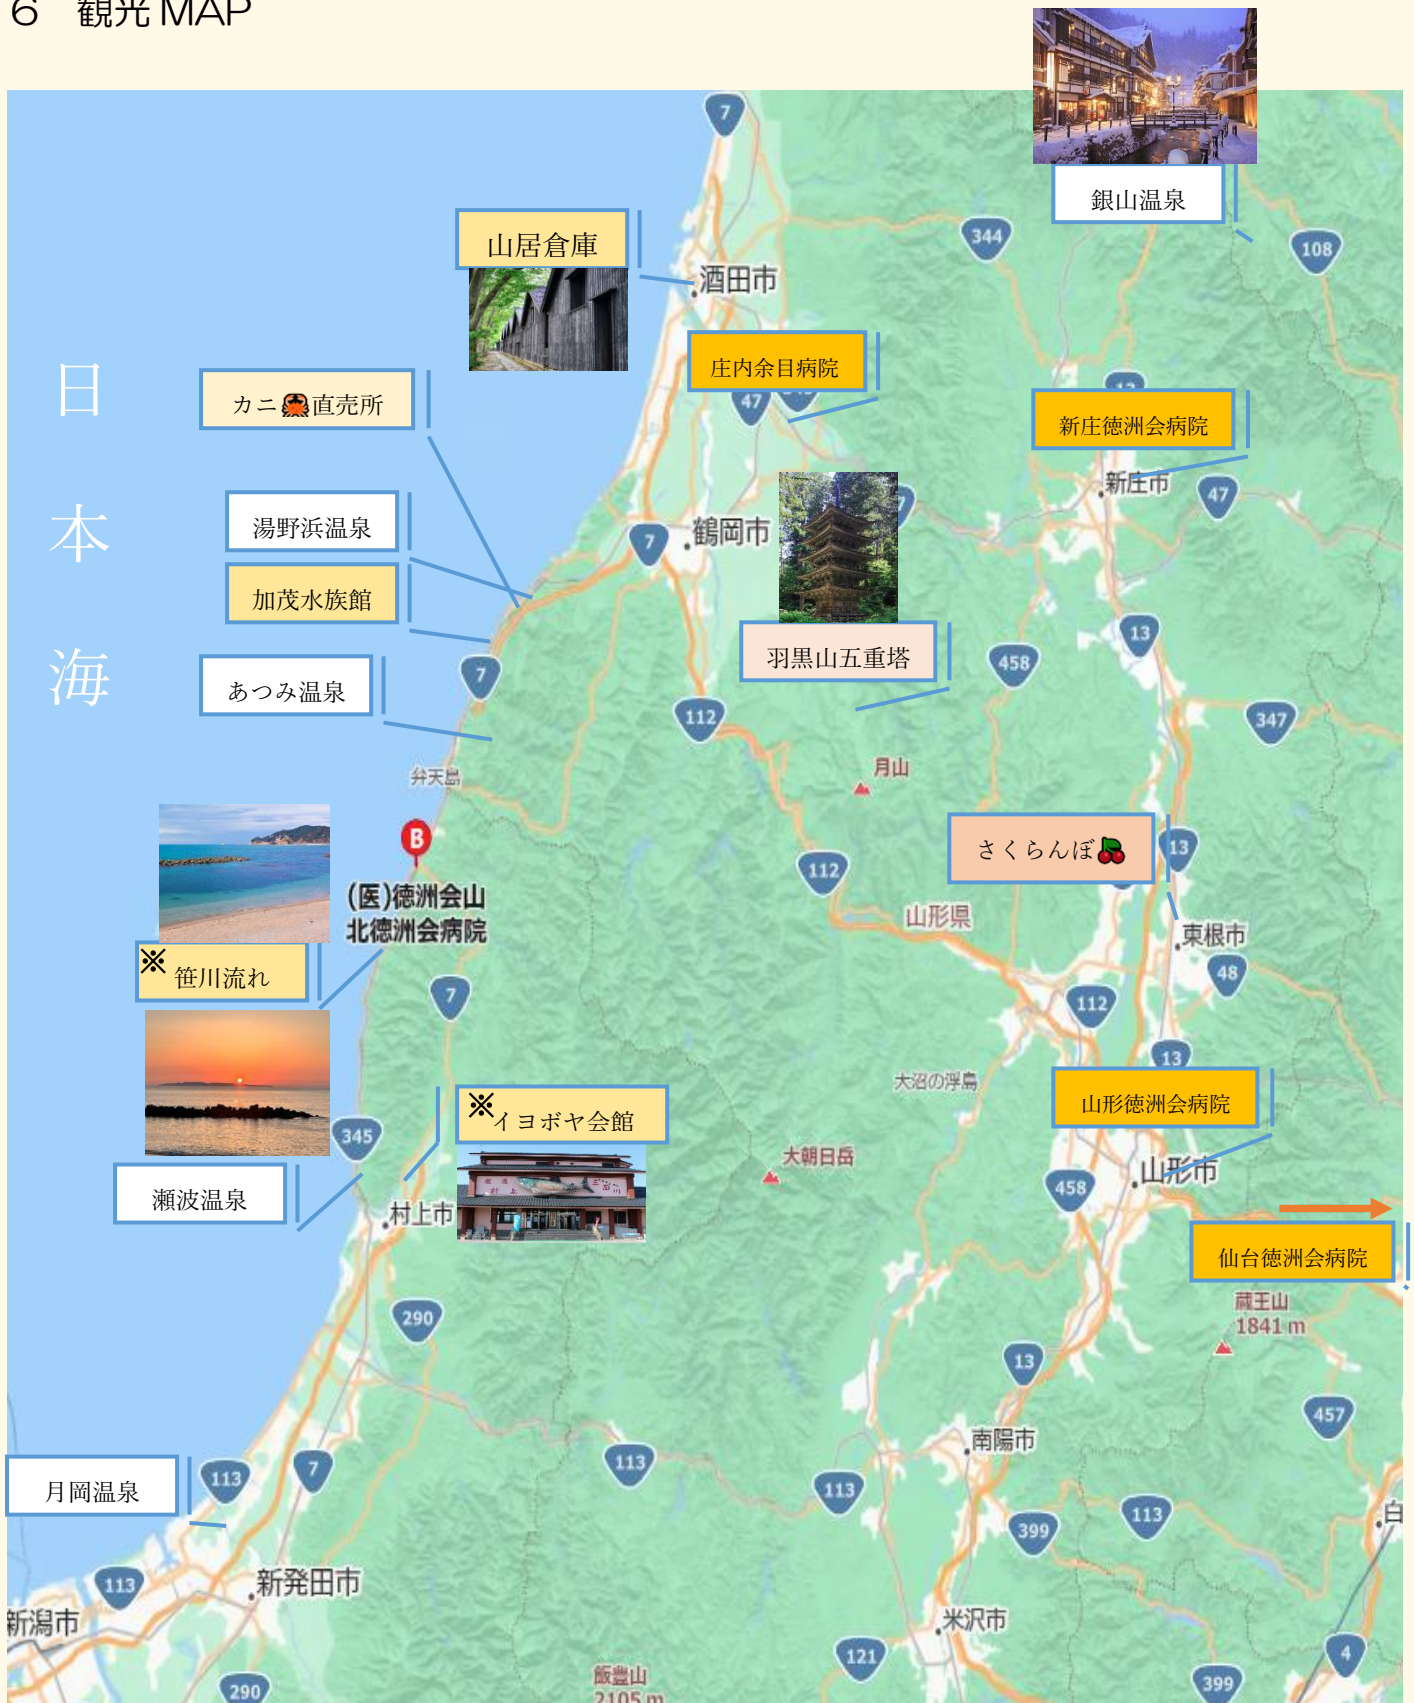 6 観光 MAP
7
銀山温泉
344
108
山居倉庫
酒田市
庄内余目病院
47
カニ🦀直売所
日本海
新庄徳洲会病院
新庄市
47
湯野浜温泉
7
鶴岡市
加茂水族館
13
羽黒山五重塔
458
あつみ温泉
7
112
347
弁天島
月山
B
さくらんぼ🍒
13
112
(医)徳洲会山
北徳洲会病院
山形県
東根市
※笹川流れ
48
7
112
13
大沼の浮島
※イヨボヤ会館
山形徳洲会病院
345
大朝日岳
山形市
458
瀬波温泉
村上市
仙台徳洲会病院
290
蔵王山
1841 m
13
457
南陽市
月岡温泉
113
7
113
113
399
113
白
113
新発田市
新潟市
米沢市
121
4
飯豊山
2105 m
290
399